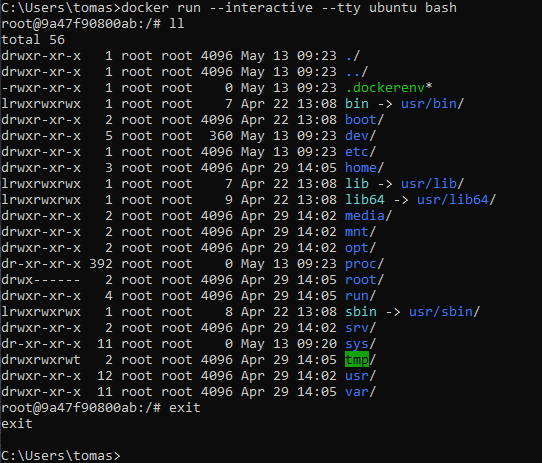 C:\Users\tomas>docker run --interactive --tty ubuntu bash
root@9a47f90800ab:/# ll
total 56
drwxr-xr-x   1 root root 4096 May 13 09:23 ./
drwxr-xr-x   1 root root 4096 May 13 09:23 ../
-rwxr-xr-x   1 root root    0 May 13 09:23 .dockerenv*
lrwxrwxrwx   1 root root    7 Apr 22 13:08 bin -> usr/bin/
drwxr-xr-x   2 root root 4096 Apr 22 13:08 boot/
drwxr-xr-x   5 root root  360 May 13 09:23 dev/
drwxr-xr-x   1 root root 4096 May 13 09:23 etc/
drwxr-xr-x   3 root root 4096 Apr 29 14:05 home/
lrwxrwxrwx   1 root root    7 Apr 22 13:08 lib -> usr/lib/
lrwxrwxrwx   1 root root    9 Apr 22 13:08 lib64 -> usr/lib64/
drwxr-xr-x   2 root root 4096 Apr 29 14:02 media/
drwxr-xr-x   2 root root 4096 Apr 29 14:02 mnt/
drwxr-xr-x   2 root root 4096 Apr 29 14:02 opt/
dr-xr-xr-x 392 root root    0 May 13 09:23 proc/
drwx------   2 root root 4096 Apr 29 14:05 root/
drwxr-xr-x   4 root root 4096 Apr 29 14:05 run/
lrwxrwxrwx   1 root root    8 Apr 22 13:08 sbin -> usr/sbin/
drwxr-xr-x   2 root root 4096 Apr 29 14:02 srv/
dr-xr-xr-x  11 root root    0 May 13 09:20 sys/
drwxrwxrwt   2 root root 4096 Apr 29 14:05 tmp/
drwxr-xr-x  12 root root 4096 Apr 29 14:02 usr/
drwxr-xr-x  11 root root 4096 Apr 29 14:05 var/
root@9a47f90800ab:/# exit
exit
C:\Users\tomas>